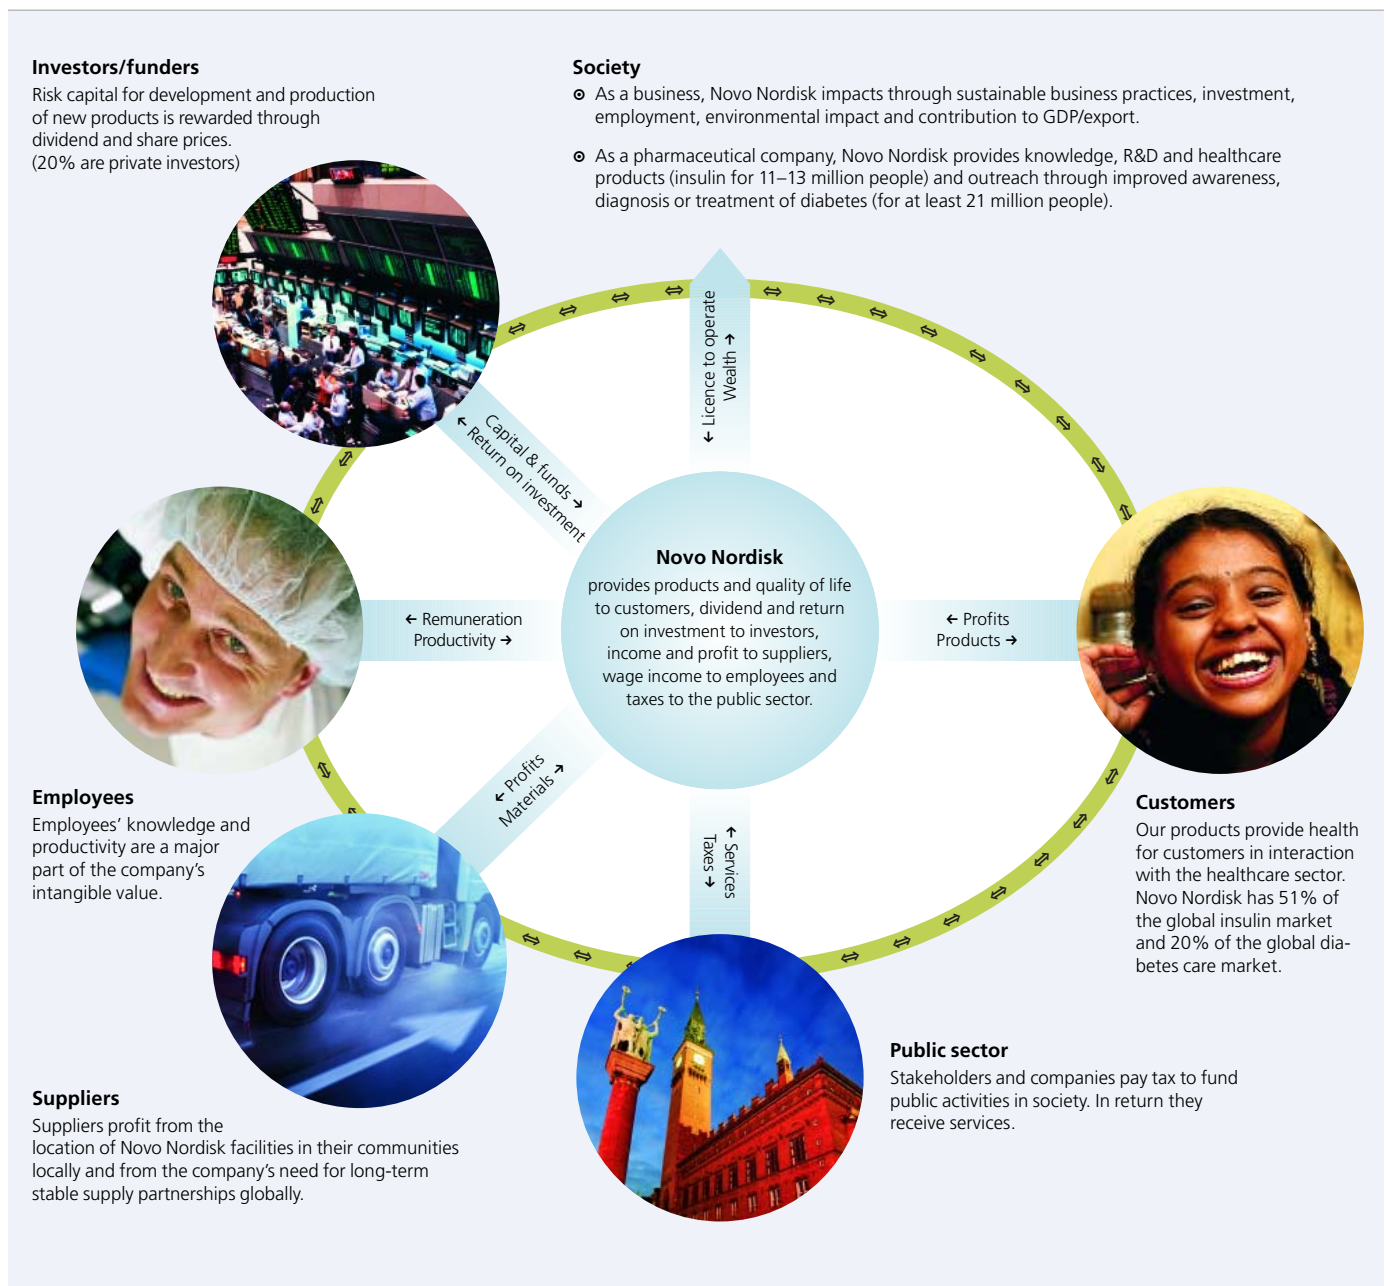 Investors/funders
Risk capital for development and production
of new products is rewarded through
dividend and share prices.
(20% are private investors)
Society
As a business, Novo Nordisk impacts through sustainable business practices, investment,
employment, environmental impact and contribution to GDP/export.
As a pharmaceutical company, Novo Nordisk provides knowledge, R&D and healthcare
products (insulin for 11–13 million people) and outreach through improved awareness,
diagnosis or treatment of diabetes (for at least 21 million people).
← Licence to operate
Wealth →
Capital & funds →
← Return on investment
Novo Nordisk
provides products and quality of life
to customers, dividend and return
on investment to investors,
income and profit to suppliers,
wage income to employees and
taxes to the public sector.
← Remuneration
Productivity →
← Profits
Products →
← Profits
Materials →
← Services
Taxes →
Employees
Employees’ knowledge and
productivity are a major
part of the company’s
intangible value.
Customers
Our products provide health
for customers in interaction
with the healthcare sector.
Novo Nordisk has 51% of
the global insulin market
and 20% of the global dia-
betes care market.
Public sector
Stakeholders and companies pay tax to fund
public activities in society. In return they
receive services.
Suppliers
Suppliers profit from the
location of Novo Nordisk facilities in their communities
locally and from the company’s need for long-term
stable supply partnerships globally.